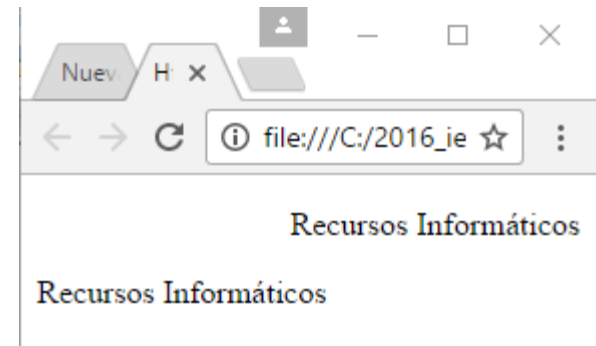 Nuev H
file:///C:/2016_ie
Recursos Informáticos
Recursos Informáticos